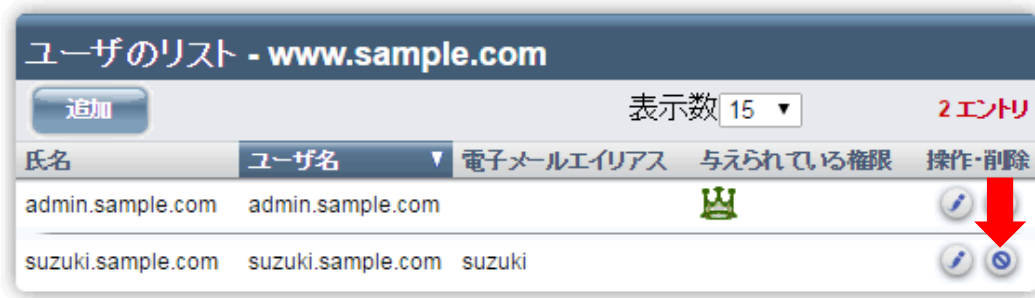 ユーザのリスト - www.sample.com
追加 表示数 15 2 エントリ
氏名 ユーザ名 電子メールエイリアス 与えられている権限 操作・削除
admin.sample.com admin.sample.com
suzuki.sample.com suzuki.sample.com suzuki